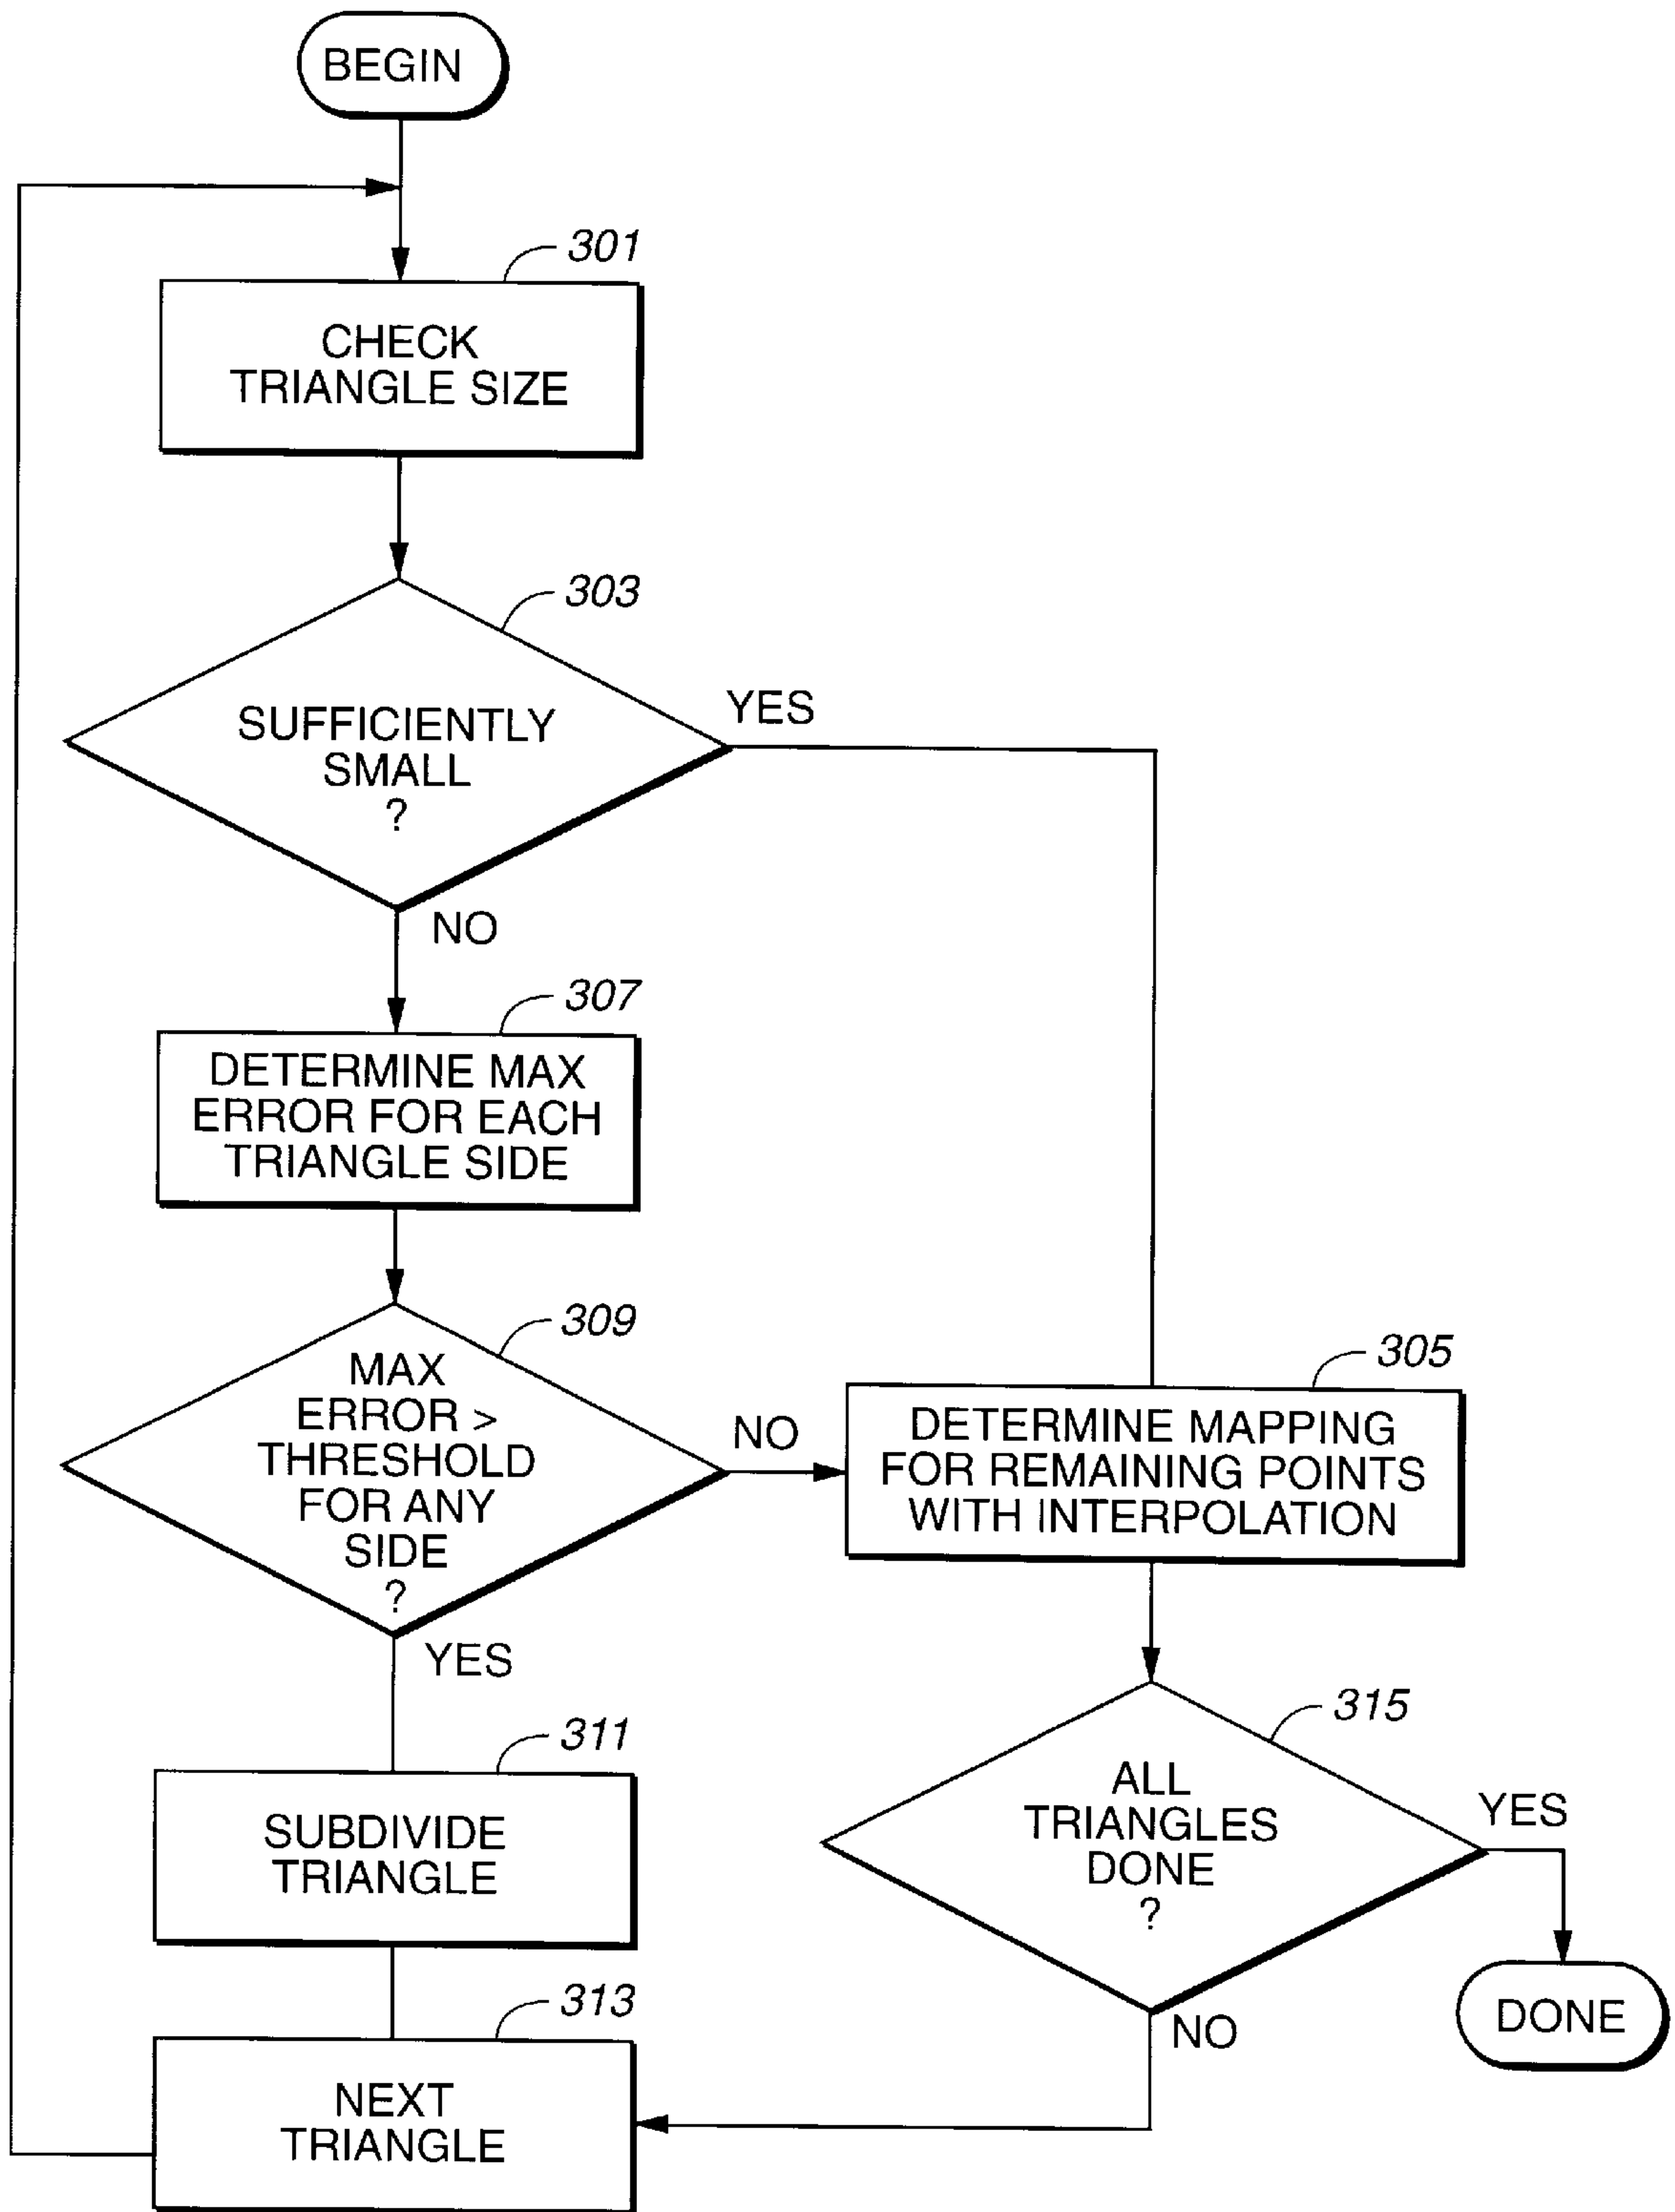 BEGIN
301
CHECK
TRIANGLE SIZE
303
SUFFICIENTLY
SMALL
?
YES
NO
307
DETERMINE MAX
ERROR FOR EACH
TRIANGLE SIDE
309
MAX
ERROR >
THRESHOLD
FOR ANY
SIDE
?
NO
YES
305
DETERMINE MAPPING
FOR REMAINING POINTS
WITH INTERPOLATION
311
SUBDIVIDE
TRIANGLE
315
ALL
TRIANGLES
DONE
?
YES
NO
DONE
313
NEXT
TRIANGLE